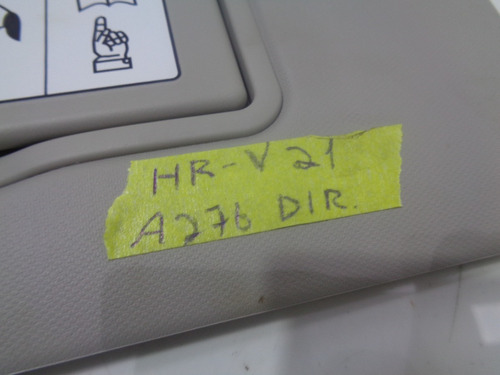 HR-V 21
A276 DIR.